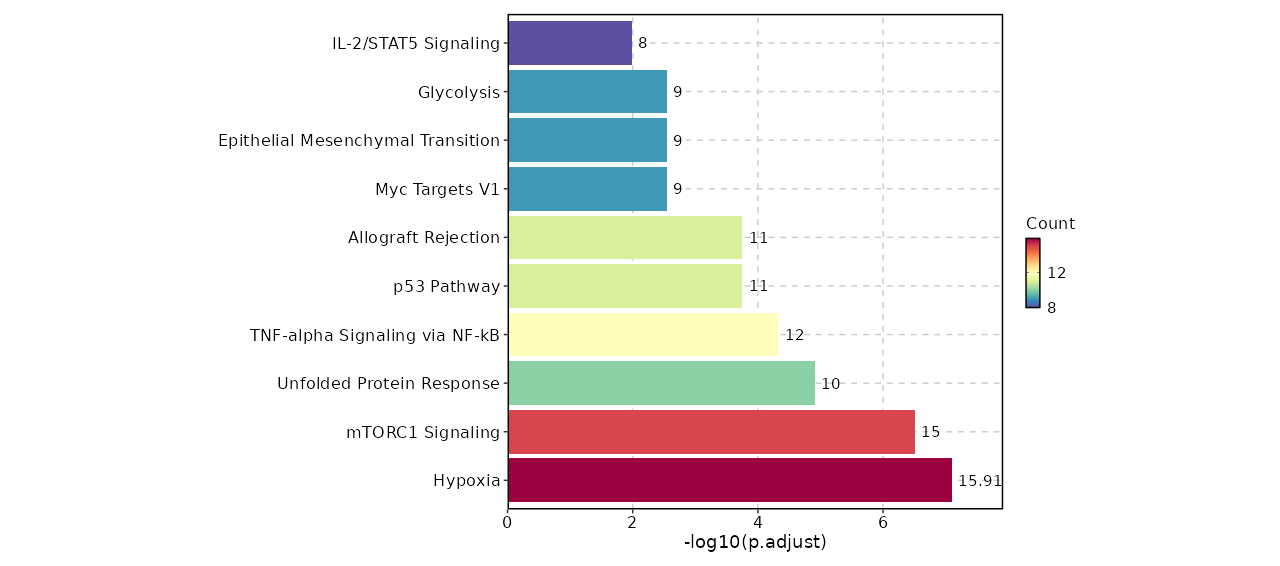 IL-2/STAT5 Signaling 8
Glycolysis 9
Epithelial Mesenchymal Transition 9
Myc Targets V1 9
Allograft Rejection 11
p53 Pathway 11
TNF-alpha Signaling via NF-kB 12
Unfolded Protein Response 10
mTORC1 Signaling 15
Hypoxia 15.91
0 2 4 6
-log10(p.adjust)
Count
12
8